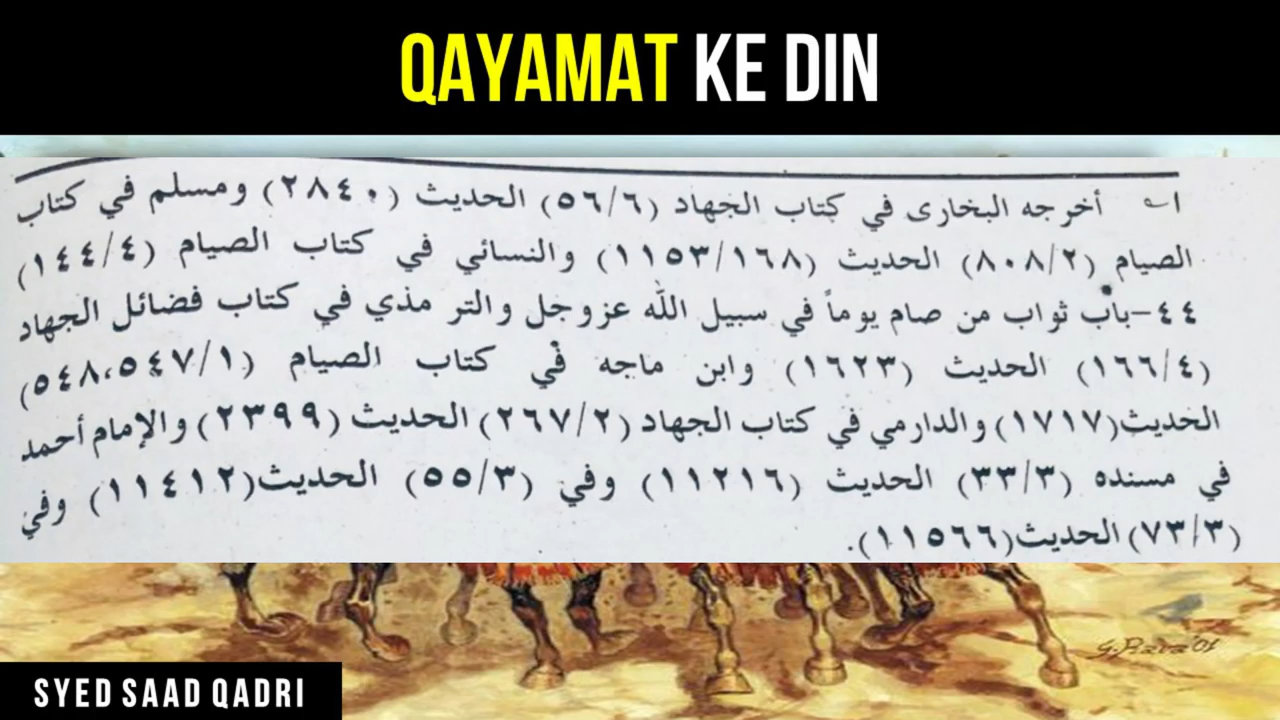 QAYAMAT KE DIN
١ـ أخرجه البخارى في كتاب الجهاد (٥٦/٦) الحديث (٢٨٤٠) ومسلم في كتاب
الصيام (٨٠٨/٢) الحديث (١١٥٣/١٦٨) والنسائي في كتاب الصيام (١٤٤/٤)
٤٤-باب ثواب من صام يوماً في سبيل الله عزوجل والتر مذي في كتاب فضائل الجهاد
(١٦٦/٤) الحديث (١٦٢٣) وابن ماجه في كتاب الصيام (٥٤٨،٥٤٧/١)
الحديث(١٧١٧) والدارمي في كتاب الجهاد (٢٦٧/٢) الحديث (٢٣٩٩) والإمام أحمد
في مسنده (٣٣/٣) الحديث (١١٢١٦) وفي (٥٥/٣) الحديث(١١٤١٢) وفي
(٧٣/٣) الحديث(١١٥٦٦).
SYED SAAD QADRI